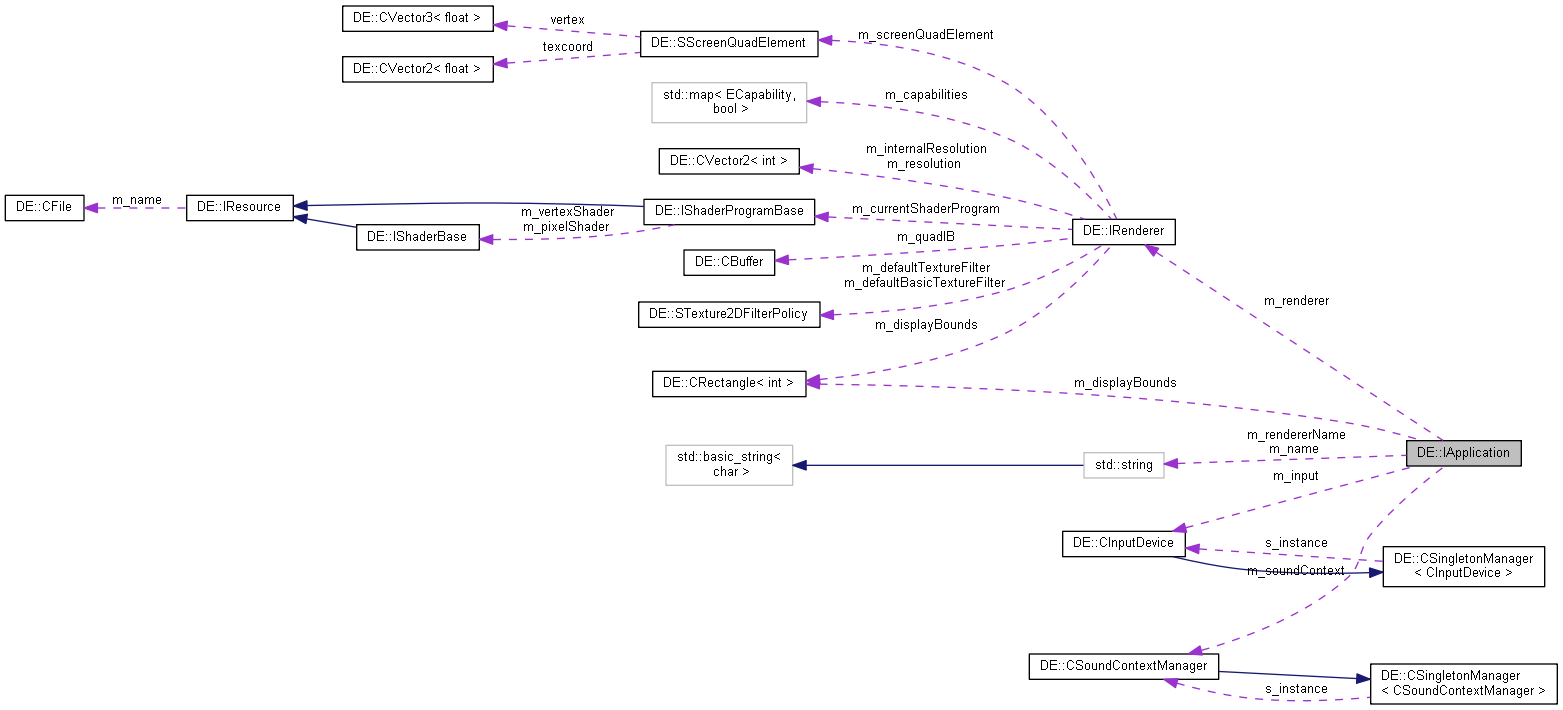 DE::CVector3< float >
vertex
DE::SScreenQuadElement
m_screenQuadElement
texcoord
DE::CVector2< float >
std::map< ECapability,
bool >
m_capabilities
m_internalResolution
m_resolution
DE::CVector2< int >
DE::CFile
m_name
DE::IResource
m_vertexShader
m_pixelShader
DE::IShaderBase
DE::IShaderProgramBase
m_currentShaderProgram
DE::IRenderer
m_quadIB
DE::CBuffer
m_defaultTextureFilter
m_defaultBasicTextureFilter
DE::STexture2DFilterPolicy
m_displayBounds
m_renderer
DE::CRectangle< int >
m_displayBounds
m_rendererName
m_name
DE::IApplication
std::basic_string<
char >
std::string
m_input
DE::CInputDevice
s_instance
DE::CSingletonManager
< CInputDevice >
m_soundContext
DE::CSoundContextManager
s_instance
DE::CSingletonManager
< CSoundContextManager >